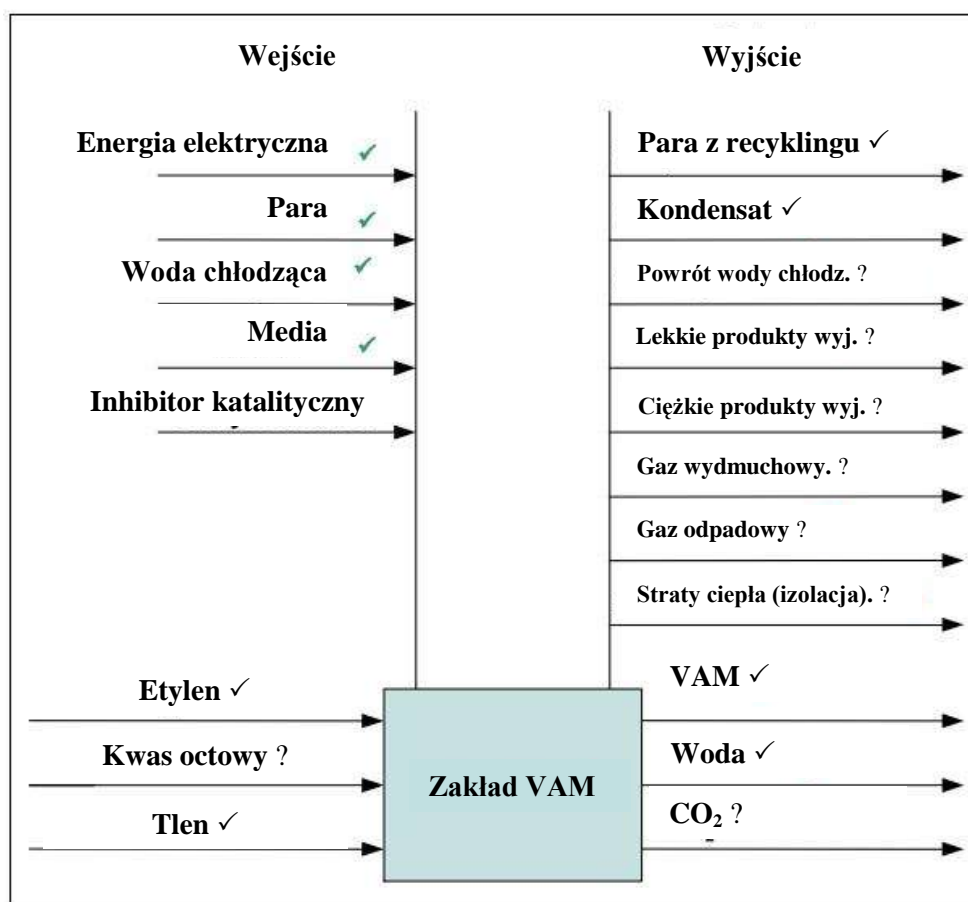 Wejście
Wyjście
Energia elektryczna ✓
Para ✓
Woda chłodząca ✓
Media ✓
Inhibitor katalityczny
Para z recyklingu ✓
Kondensat ✓
Powrót wody chłodz. ?
Lekkie produkty wyj. ?
Ciężkie produkty wyj. ?
Gaz wydmuchowy. ?
Gaz odpadowy ?
Straty ciepła (izolacja). ?
Etylen ✓
Kwas octowy ?
Tlen ✓
Zakład VAM
VAM ✓
Woda ✓
CO₂ ?